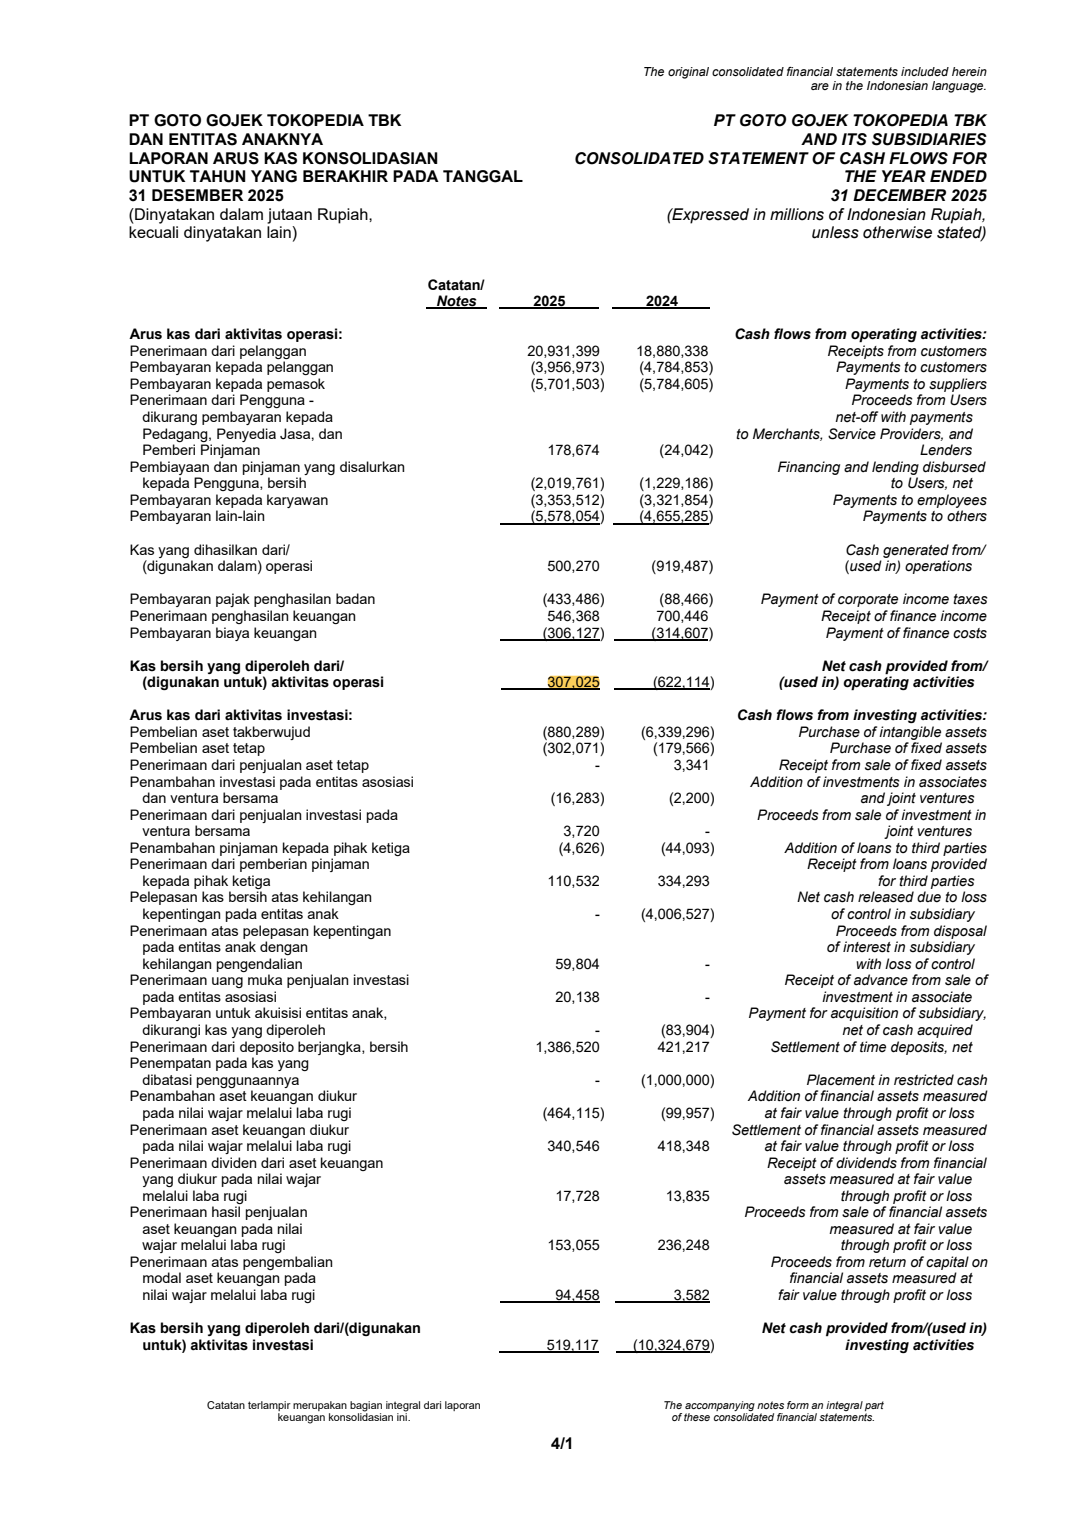 The original consolidated financial statements included herein
are in the Indonesian language.
PT GOTO GOJEK TOKOPEDIA TBK
DAN ENTITAS ANAKNYA
LAPORAN ARUS KAS KONSOLIDASIAN
UNTUK TAHUN YANG BERAKHIR PADA TANGGAL
31 DESEMBER 2025
(Dinyatakan dalam jutaan Rupiah,
kecuali dinyatakan lain)
PT GOTO GOJEK TOKOPEDIA TBK
AND ITS SUBSIDIARIES
CONSOLIDATED STATEMENT OF CASH FLOWS FOR
THE YEAR ENDED
31 DECEMBER 2025
(Expressed in millions of Indonesian Rupiah,
unless otherwise stated)
Catatan/
Notes 2025 2024
Arus kas dari aktivitas operasi: Cash flows from operating activities:
Penerimaan dari pelanggan 20,931,399 18,880,338 Receipts from customers
Pembayaran kepada pelanggan (3,956,973) (4,784,853) Payments to customers
Pembayaran kepada pemasok (5,701,503) (5,784,605) Payments to suppliers
Penerimaan dari Pengguna - Proceeds from Users
dikurang pembayaran kepada net-off with payments
Pedagang, Penyedia Jasa, dan to Merchants, Service Providers, and
Pemberi Pinjaman 178,674 (24,042) Lenders
Pembiayaan dan pinjaman yang disalurkan Financing and lending disbursed
kepada Pengguna, bersih (2,019,761) (1,229,186) to Users, net
Pembayaran kepada karyawan (3,353,512) (3,321,854) Payments to employees
Pembayaran lain-lain (5,578,054) (4,655,285) Payments to others
Kas yang dihasilkan dari/ Cash generated from/
(digunakan dalam) operasi 500,270 (919,487) (used in) operations
Pembayaran pajak penghasilan badan (433,486) (88,466) Payment of corporate income taxes
Penerimaan penghasilan keuangan 546,368 700,446 Receipt of finance income
Pembayaran biaya keuangan (306,127) (314,607) Payment of finance costs
Kas bersih yang diperoleh dari/ Net cash provided from/
(digunakan untuk) aktivitas operasi 307,025 (622,114) (used in) operating activities
Arus kas dari aktivitas investasi: Cash flows from investing activities:
Pembelian aset takberwujud (880,289) (6,339,296) Purchase of intangible assets
Pembelian aset tetap (302,071) (179,566) Purchase of fixed assets
Penerimaan dari penjualan aset tetap - 3,341 Receipt from sale of fixed assets
Penambahan investasi pada entitas asosiasi Addition of investments in associates
dan ventura bersama (16,283) (2,200) and joint ventures
Penerimaan dari penjualan investasi pada Proceeds from sale of investment in
ventura bersama 3,720 - joint ventures
Penambahan pinjaman kepada pihak ketiga (4,626) (44,093) Addition of loans to third parties
Penerimaan dari pemberian pinjaman Receipt from loans provided
kepada pihak ketiga 110,532 334,293 for third parties
Pelepasan kas bersih atas kehilangan Net cash released due to loss
kepentingan pada entitas anak - (4,006,527) of control in subsidiary
Penerimaan atas pelepasan kepentingan Proceeds from disposal
pada entitas anak dengan of interest in subsidiary
kehilangan pengendalian 59,804 - with loss of control
Penerimaan uang muka penjualan investasi Receipt of advance from sale of
pada entitas asosiasi 20,138 - investment in associate
Pembayaran untuk akuisisi entitas anak, Payment for acquisition of subsidiary,
dikurangi kas yang diperoleh - (83,904) net of cash acquired
Penerimaan dari deposito berjangka, bersih 1,386,520 421,217 Settlement of time deposits, net
Penempatan pada kas yang
dibatasi penggunaannya - (1,000,000) Placement in restricted cash
Penambahan aset keuangan diukur Addition of financial assets measured
pada nilai wajar melalui laba rugi (464,115) (99,957) at fair value through profit or loss
Penerimaan aset keuangan diukur Settlement of financial assets measured
pada nilai wajar melalui laba rugi 340,546 418,348 at fair value through profit or loss
Penerimaan dividen dari aset keuangan Receipt of dividends from financial
yang diukur pada nilai wajar assets measured at fair value
melalui laba rugi 17,728 13,835 through profit or loss
Penerimaan hasil penjualan Proceeds from sale of financial assets
aset keuangan pada nilai measured at fair value
wajar melalui laba rugi 153,055 236,248 through profit or loss
Penerimaan atas pengembalian Proceeds from return of capital on
modal aset keuangan pada financial assets measured at
nilai wajar melalui laba rugi 94,458 3,582 fair value through profit or loss
Kas bersih yang diperoleh dari/(digunakan Net cash provided from/(used in)
untuk) aktivitas investasi 519,117 (10,324,679) investing activities
Catatan terlampir merupakan bagian integral dari laporan
keuangan konsolidasian ini.
The accompanying notes form an integral part
of these consolidated financial statements.
4/1